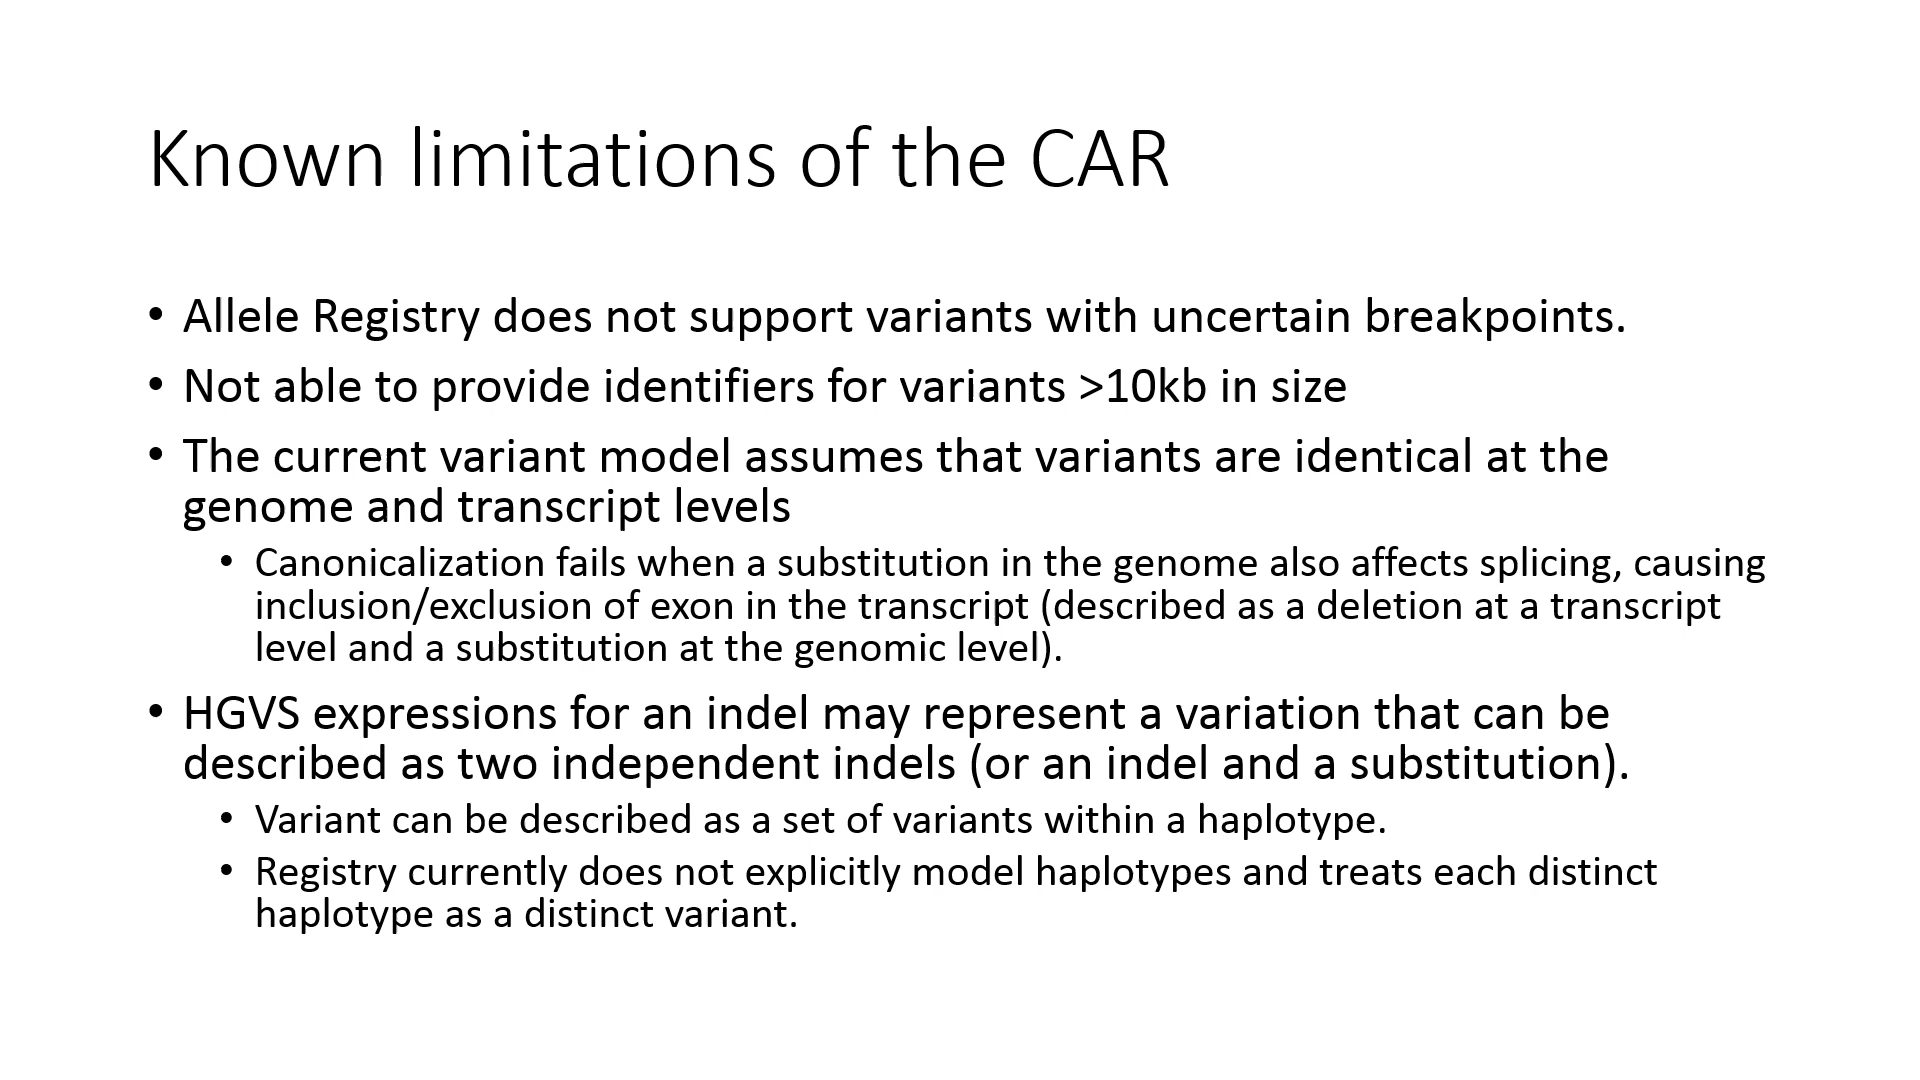 Known limitations of the CAR
• Allele Registry does not support variants with uncertain breakpoints.
• Not able to provide identifiers for variants >10kb in size
• The current variant model assumes that variants are identical at the
genome and transcript levels
• Canonicalization fails when a substitution in the genome also affects splicing, causing
inclusion/exclusion of exon in the transcript (described as a deletion at a transcript
level and a substitution at the genomic level).
• HGVS expressions for an indel may represent a variation that can be
described as two independent indels (or an indel and a substitution).
• Variant can be described as a set of variants within a haplotype.
• Registry currently does not explicitly model haplotypes and treats each distinct
haplotype as a distinct variant.